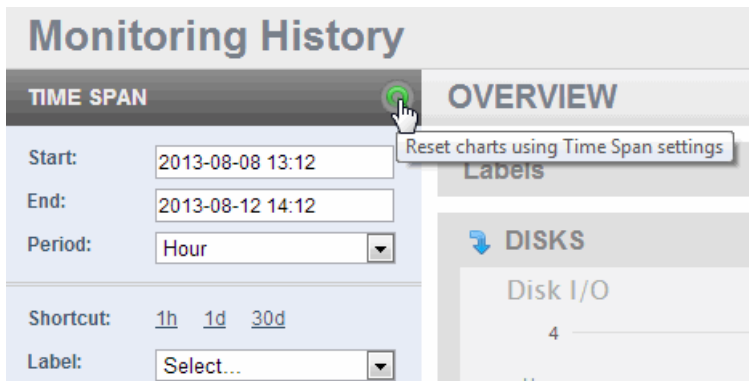 Monitoring History
TIME SPAN
OVERVIEW
Reset charts using Time Span settings
Start: 2013-08-08 13:12
Labels
End: 2013-08-12 14:12
Period: Hour
DISKS
Disk I/O
Shortcut: 1h 1d 30d
4
Label: Select...